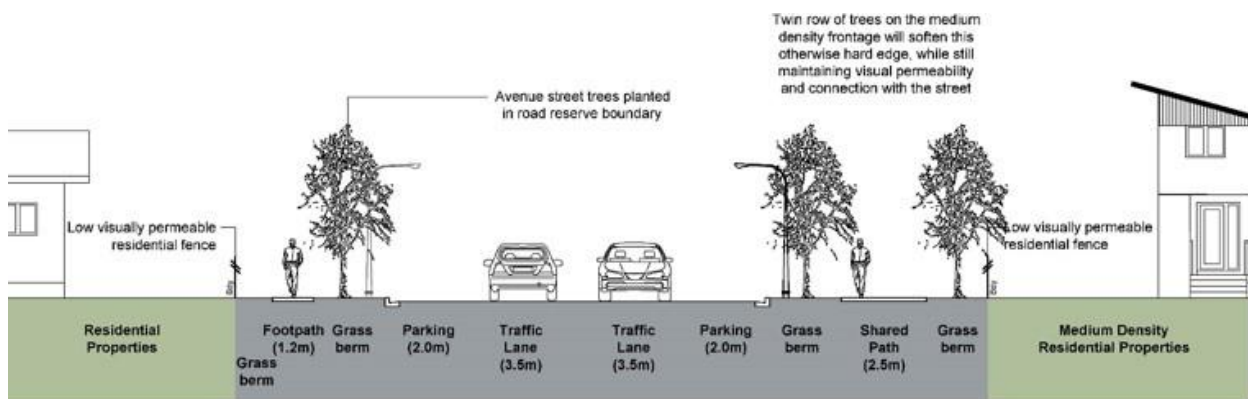 Twin row of trees on the medium
density frontage will soften this
otherwise hard edge, while still
maintaining visual permeability
and connection with the street
Avenue street trees planted
in road reserve boundary
Low visually permeable
residential fence
Low visually permeable
residential fence
Residential
Properties
Grass
berm
Footpath
(1.2m)
Grass
berm
Parking
(2.0m)
Traffic
Lane
(3.5m)
Traffic
Lane
(3.5m)
Parking
(2.0m)
Grass
berm
Shared
Path
(2.5m)
Grass
berm
Medium Density
Residential Properties